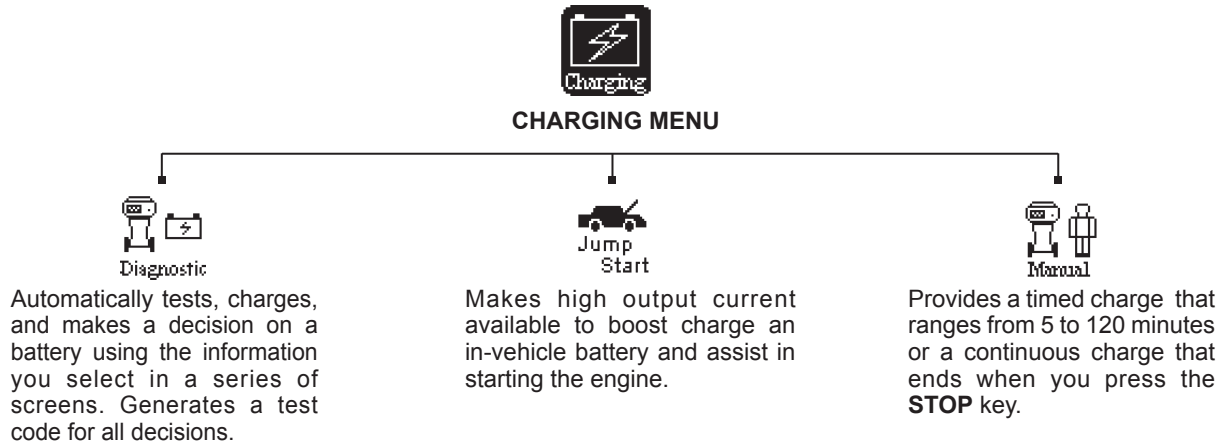 Charging
CHARGING MENU
Diagnostic
Automatically tests, charges,
and makes a decision on a
battery using the information
you select in a series of
screens. Generates a test
code for all decisions.
Jump
Start
Makes high output current
available to boost charge an
in-vehicle battery and assist in
starting the engine.
Manual
Provides a timed charge that
ranges from 5 to 120 minutes
or a continuous charge that
ends when you press the
STOP key.